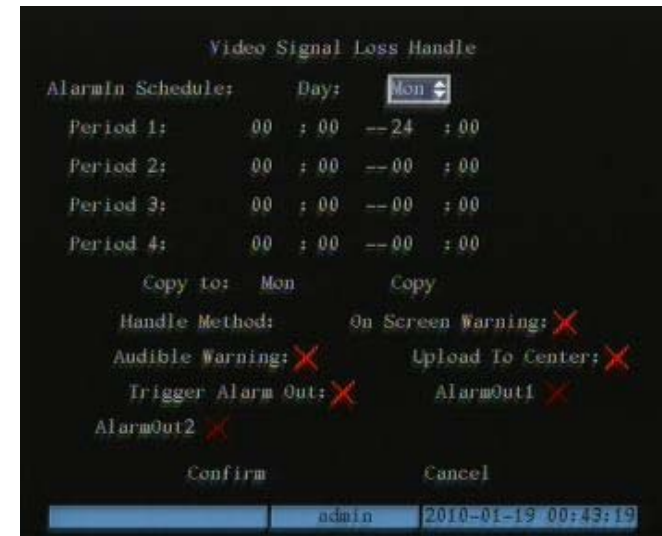 Video Signal Loss Handle
AlarmIn Schedule: Day: Mon
Period 1: 00 : 00 --24 : 00
Period 2: 00 : 00 --00 : 00
Period 3: 00 : 00 --00 : 00
Period 4: 00 : 00 --00 : 00
Copy to: Mon Copy
Handle Method: On Screen Warning:
Audible Warning: Upload To Center:
Trigger Alarm Out: AlarmOut1
AlarmOut2
Confirm Cancel
admin 2010-01-19 00:43:19